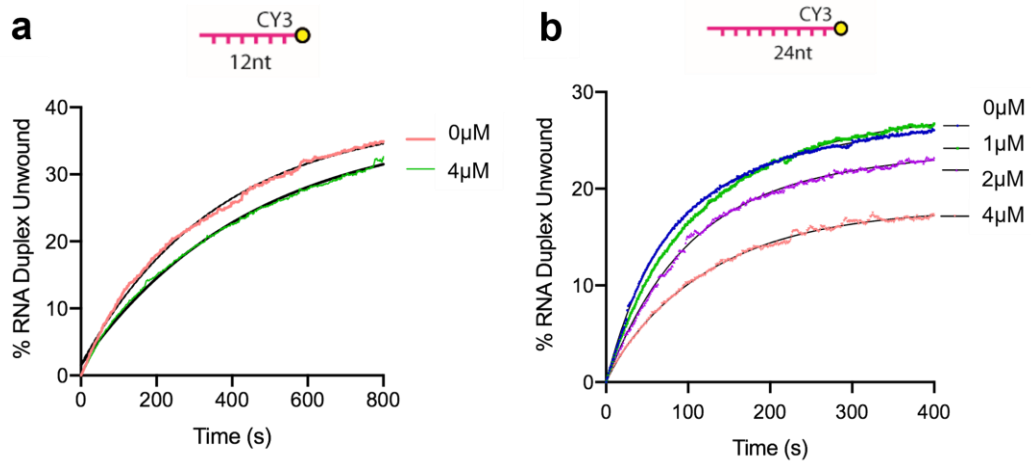 a
CY3
12nt
% RNA Duplex Unwound
40
30
20
10
0
0 200 400 600 800
Time (s)
0µM
4µM
b
CY3
24nt
% RNA Duplex Unwound
30
20
10
0
0 100 200 300 400
Time (s)
0µM
1µM
2µM
4µM